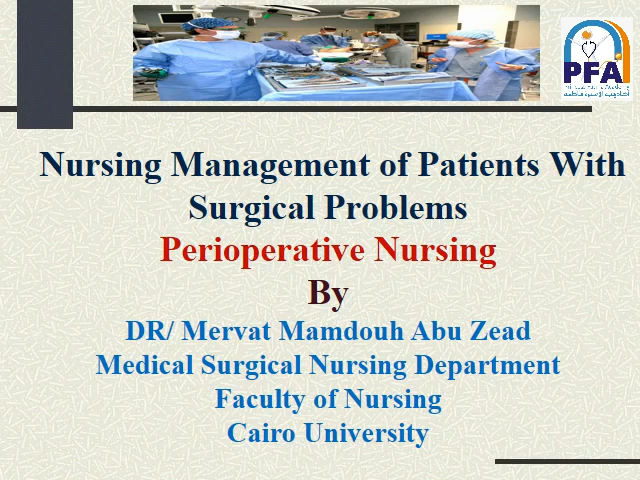 PFA
Nursing Management of Patients With
Surgical Problems
Perioperative Nursing
By
DR/ Mervat Mamdouh Abu Zead
Medical Surgical Nursing Department
Faculty of Nursing
Cairo University